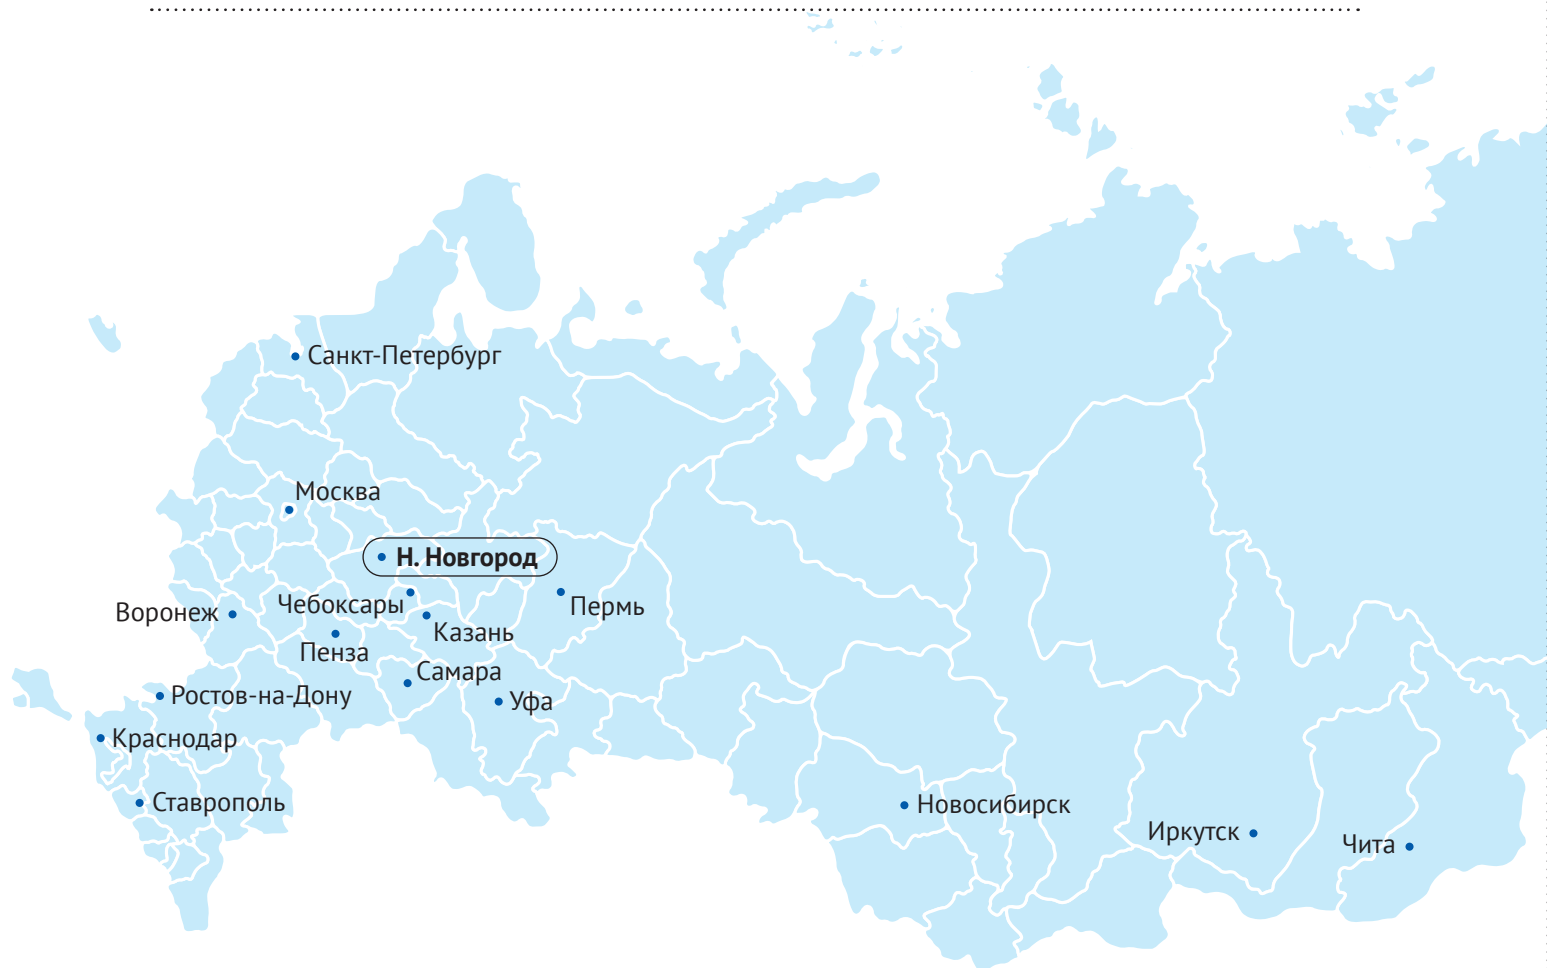 Санкт-Петербург
Москва
Н. Новгород
Чебоксары
Пермь
Воронеж
Казань
Пенза
Самара
Ростов-на-Дону
Уфа
Краснодар
Ставрополь
Новосибирск
Иркутск
Чита